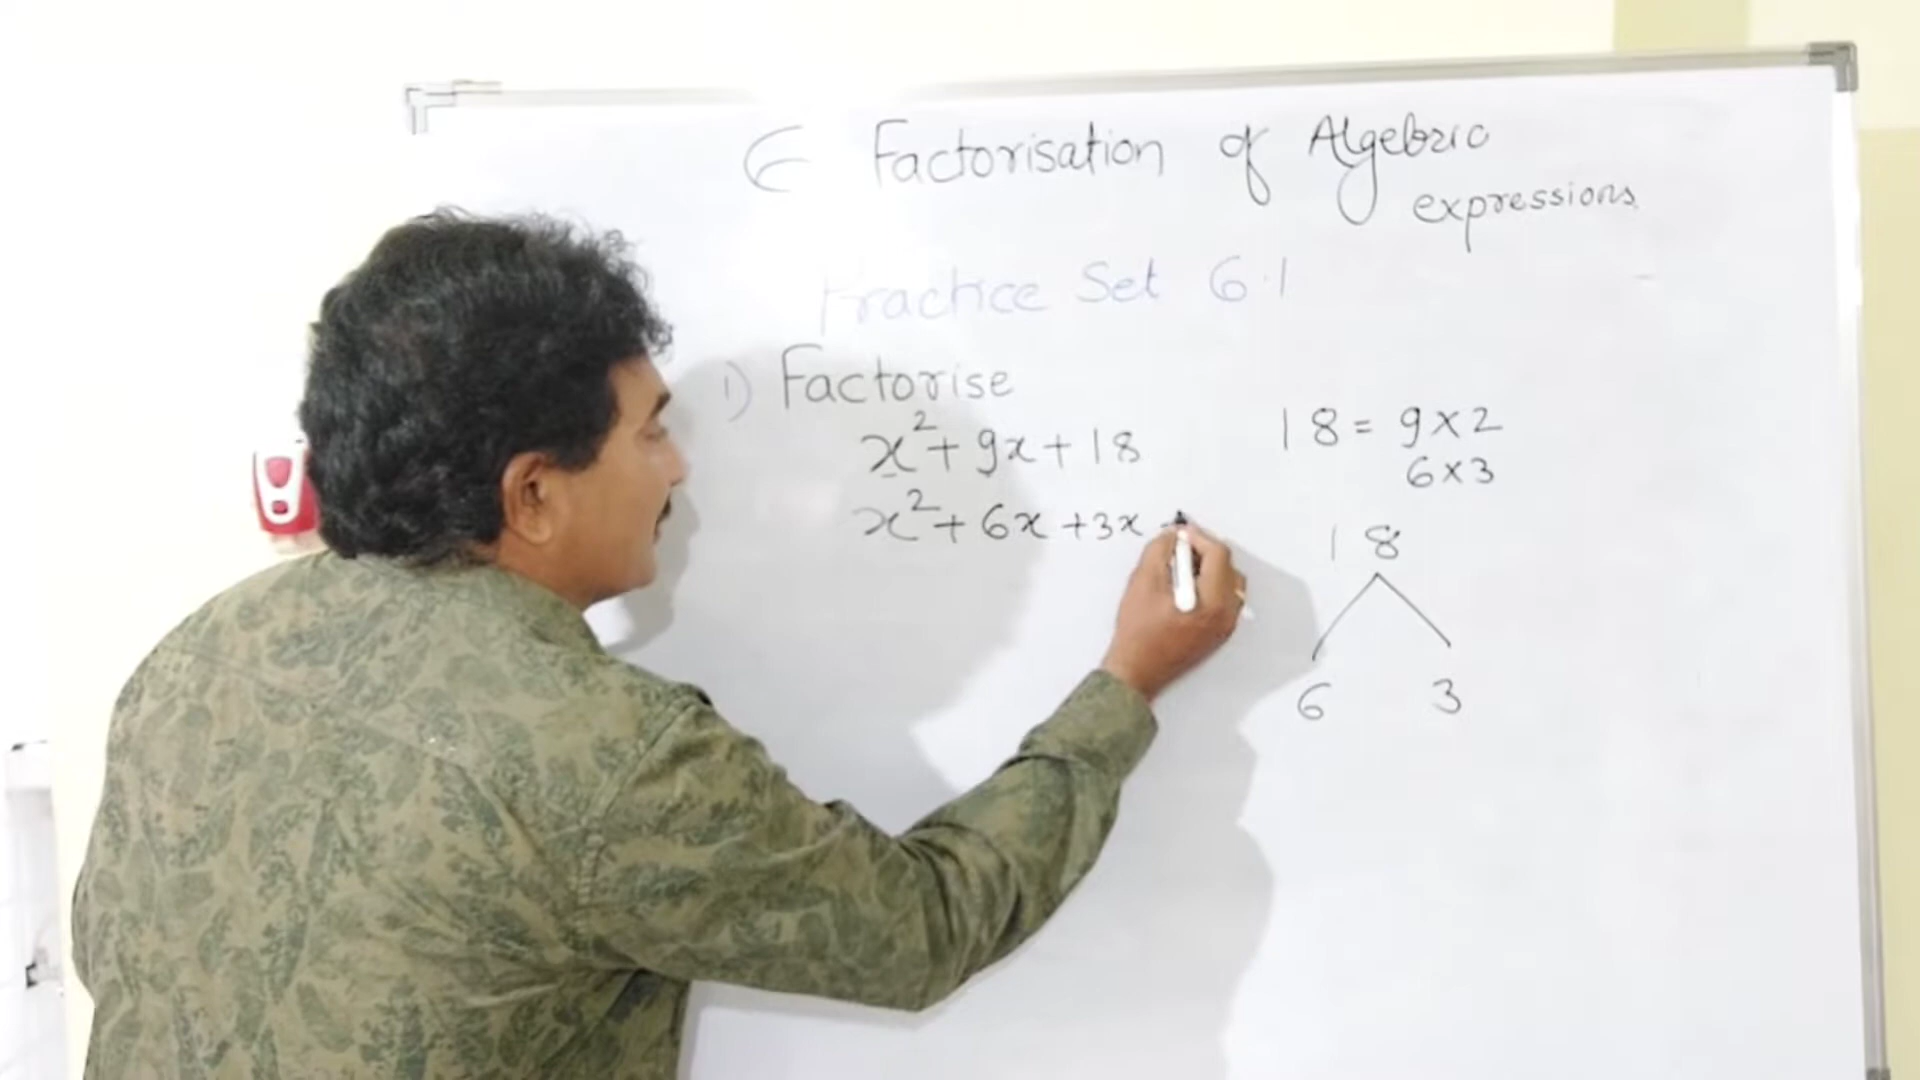 6 Factorisation of Algebric
expressions
Practice Set 6.1
1) Factorise
x² + 9x + 18
x² + 6x + 3x +
18 = 9 x 2
6 x 3
18
6 3